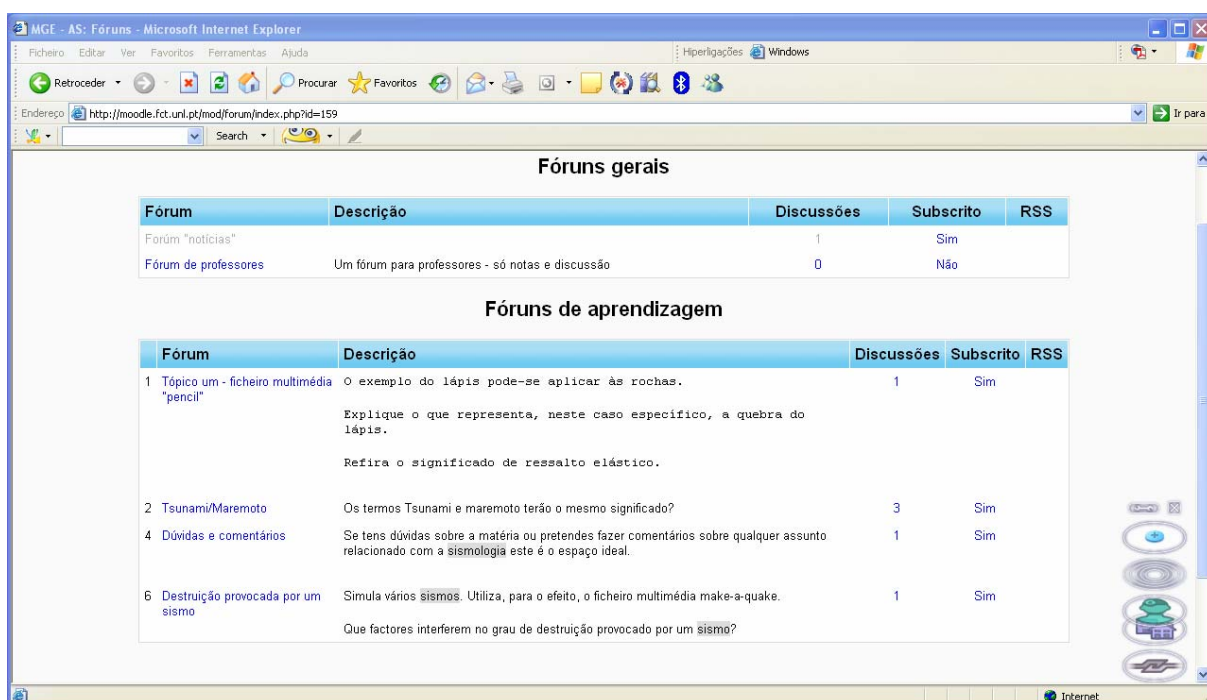 MGE - AS: Fóruns - Microsoft Internet Explorer
Ficheiro Editar Ver Favoritos Ferramentas Ajuda
Hiperligações Windows
Retroceder Procurar Favoritos
Endereço http://moodle.fct.unl.pt/mod/forum/index.php?id=159 Ir para
Search
Fóruns gerais
Fórum Descrição Discussões Subscrito RSS
Forúm "notícias" 1 Sim
Fórum de professores Um fórum para professores - só notas e discussão 0 Não
Fóruns de aprendizagem
Fórum Descrição Discussões Subscrito RSS
1 Tópico um - ficheiro multimédia O exemplo do lápis pode-se aplicar às rochas. 1 Sim
"pencil"
Explique o que representa, neste caso específico, a quebra do
lápis.
Refira o significado de ressalto elástico.
2 Tsunami/Maremoto Os termos Tsunami e maremoto terão o mesmo significado? 3 Sim
4 Dúvidas e comentários Se tens dúvidas sobre a matéria ou pretendes fazer comentários sobre qualquer assunto 1 Sim
relacionado com a sismologia este é o espaço ideal.
6 Destruição provocada por um Simula vários sismos. Utiliza, para o efeito, o ficheiro multimédia make-a-quake. 1 Sim
sismo
Que factores interferem no grau de destruição provocado por um sismo?
Internet